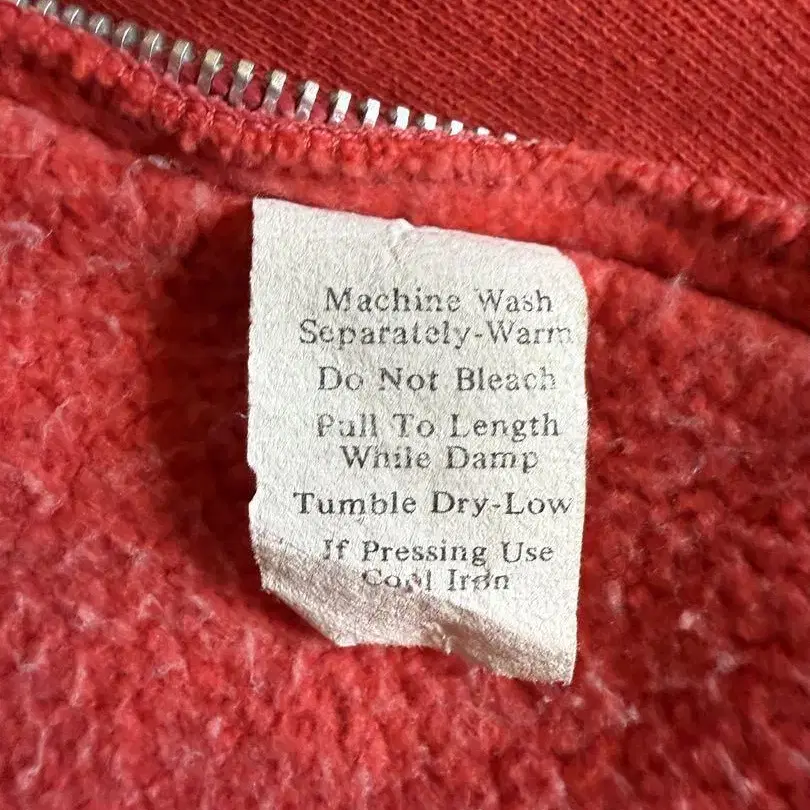 Machine Wash
Separately-Warm
Do Not Bleach
Pull To Length
While Damp
Tumble Dry-Low
If Pressing Use
Cool Iron